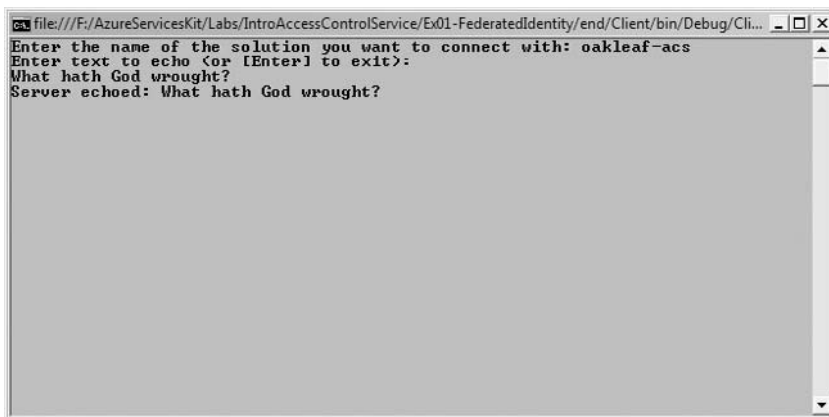 file:///F:/AzureServicesKit/Labs/IntroAccessControlService/Ex01-FederatedIdentity/end/Client/bin/Debug/Cli...
Enter the name of the solution you want to connect with: oakleaf-acs
Enter text to echo (or [Enter] to exit):
What hath God wrought?
Server echoed: What hath God wrought?